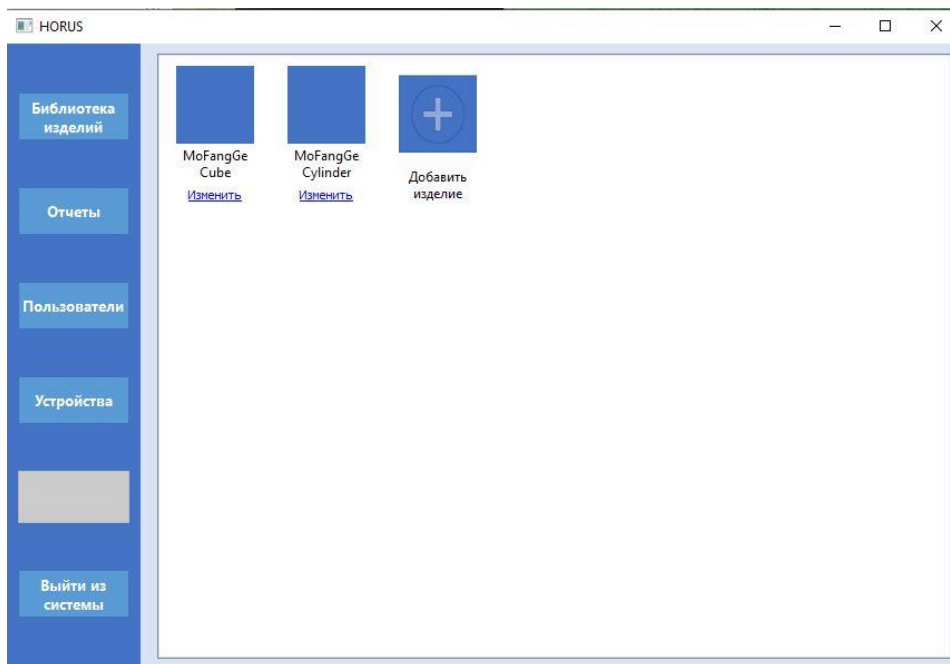 HORUS
Библиотека
изделий
Отчеты
Пользователи
Устройства
Выйти из
системы
MoFangGe
Cube
Изменить
MoFangGe
Cylinder
Изменить
Добавить
изделие